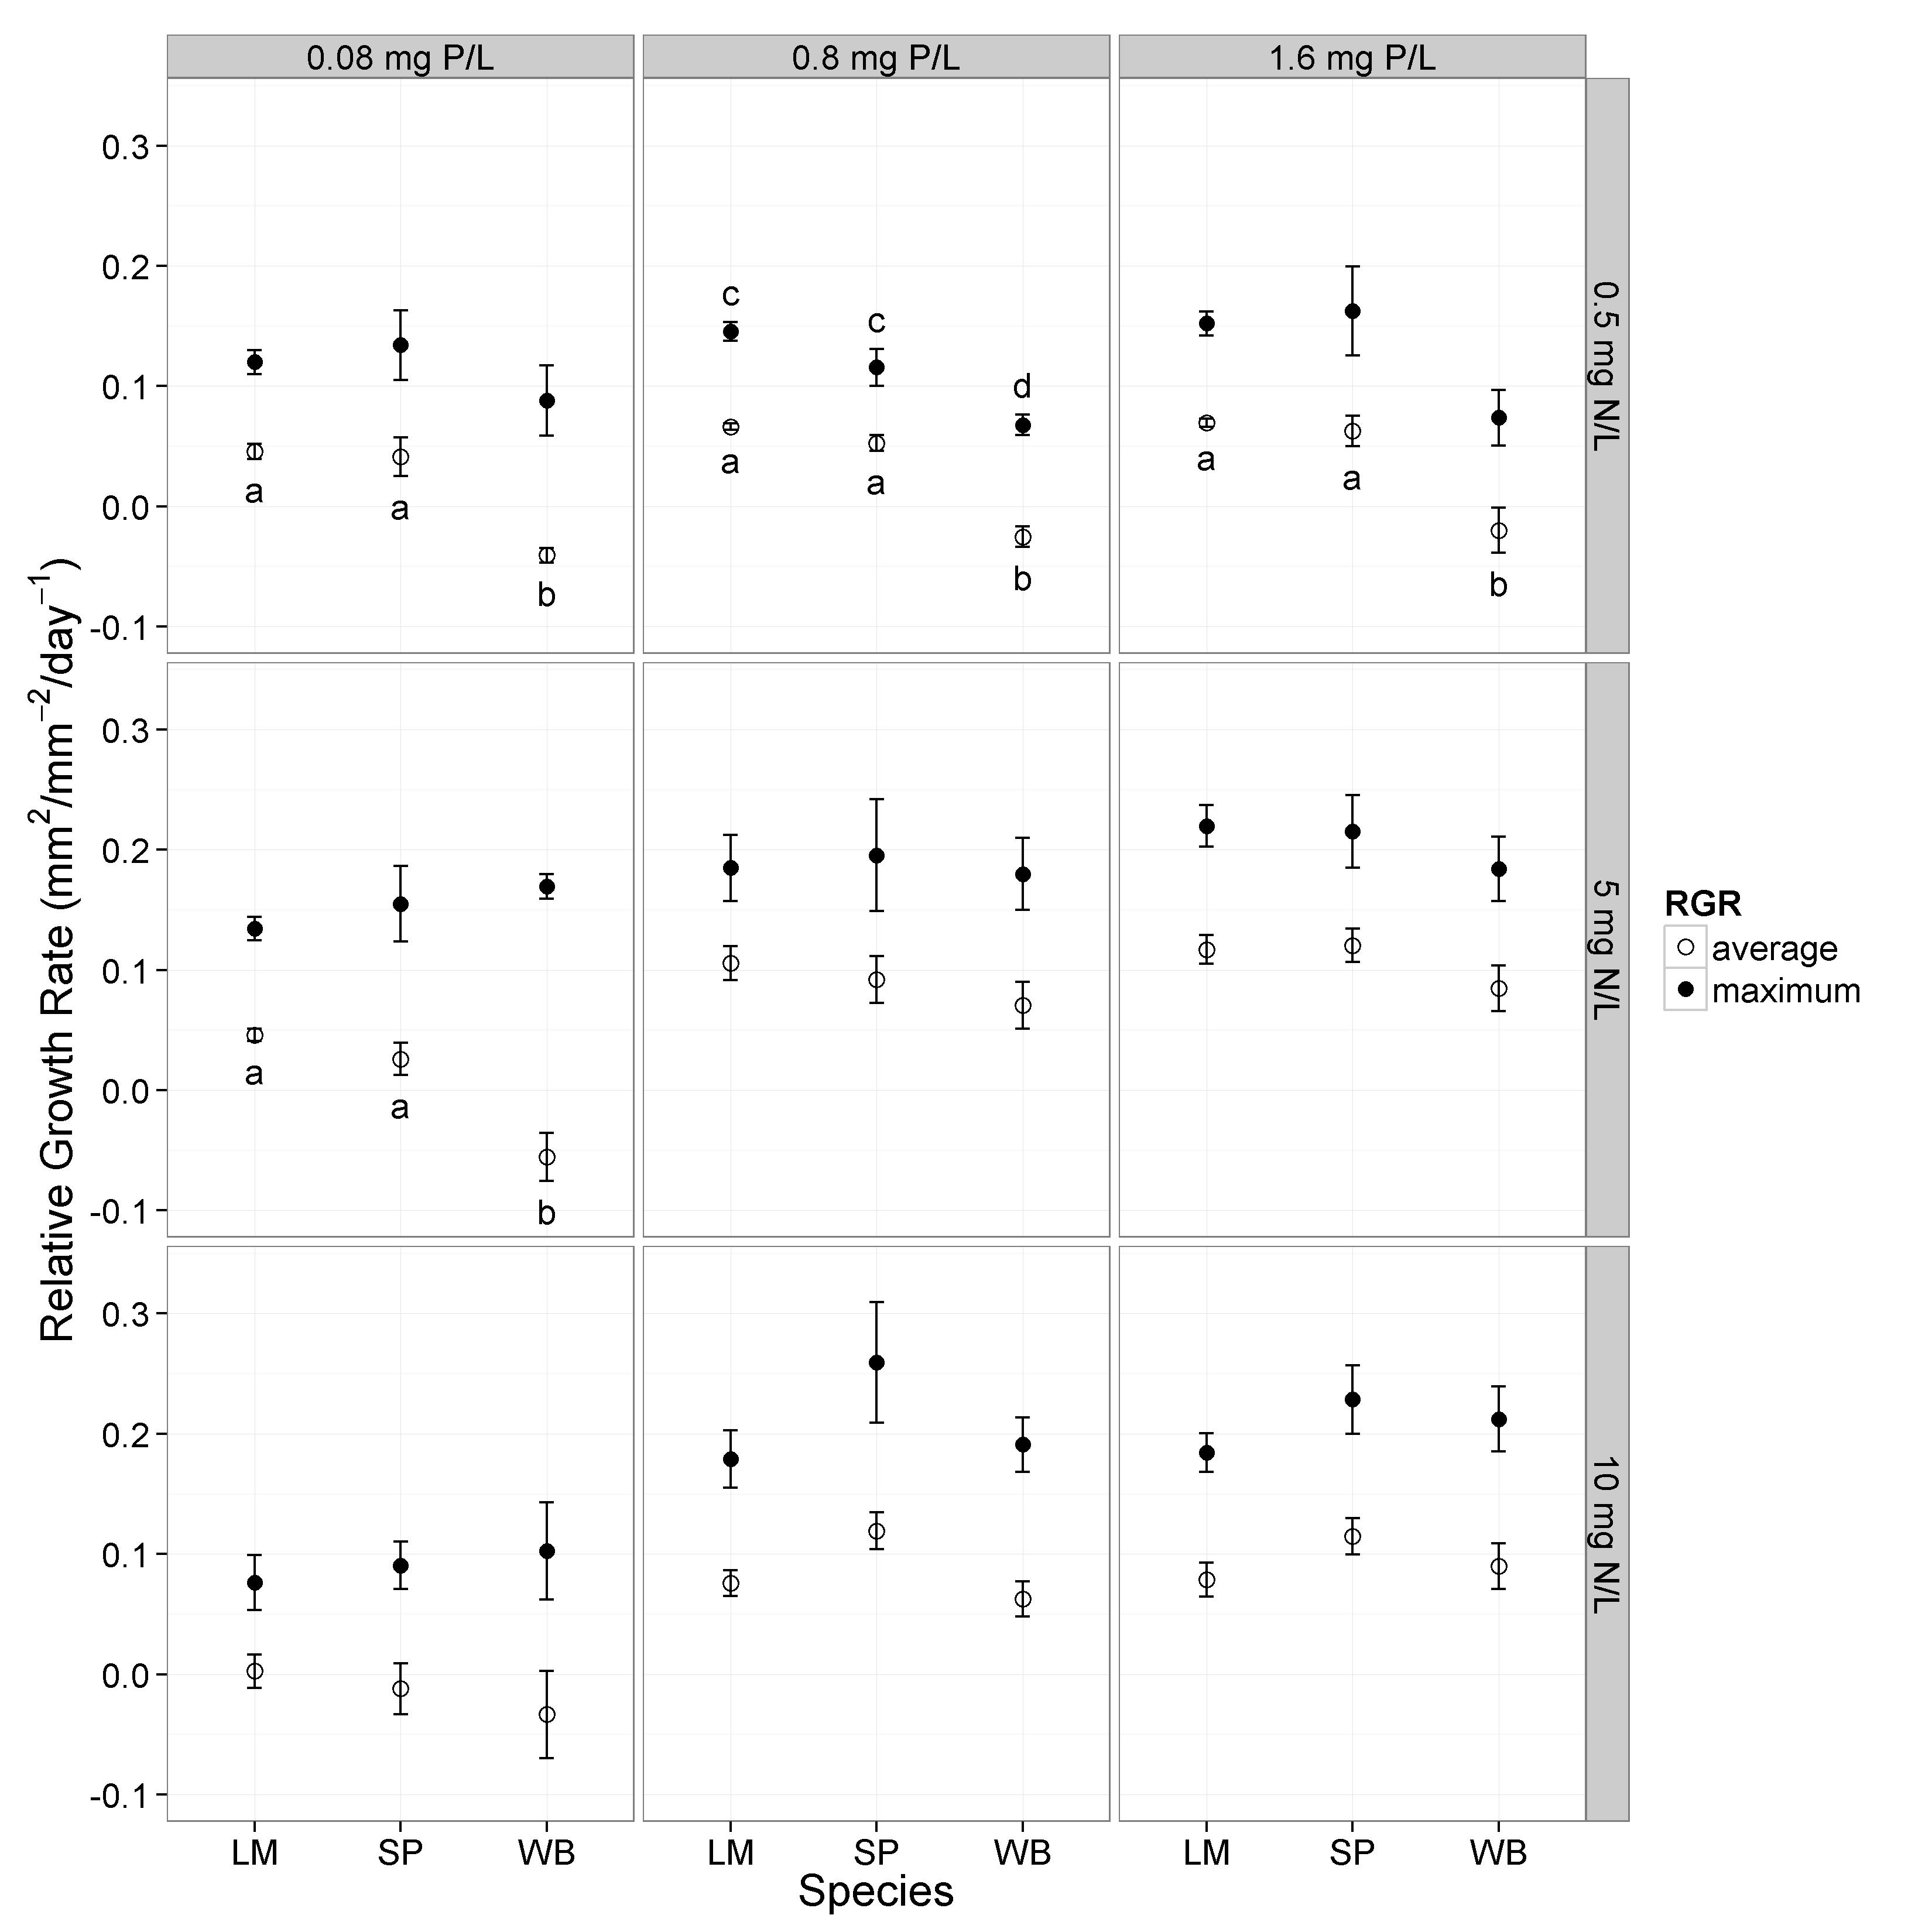 0.08 mg P/L 0.8 mg P/L 1.6 mg P/L
0.3
0.2
0.1
0.0
-0.1
c c d
a a b
a a b
a a b
0.5 mg N/L
0.3
0.2
0.1
0.0
-0.1
a a b
5 mg N/L
0.3
0.2
0.1
0.0
-0.1
10 mg N/L
LM SP WB LM SP WB LM SP WB
Species
Relative Growth Rate (mm²/mm⁻²/day⁻¹)
RGR
average
maximum